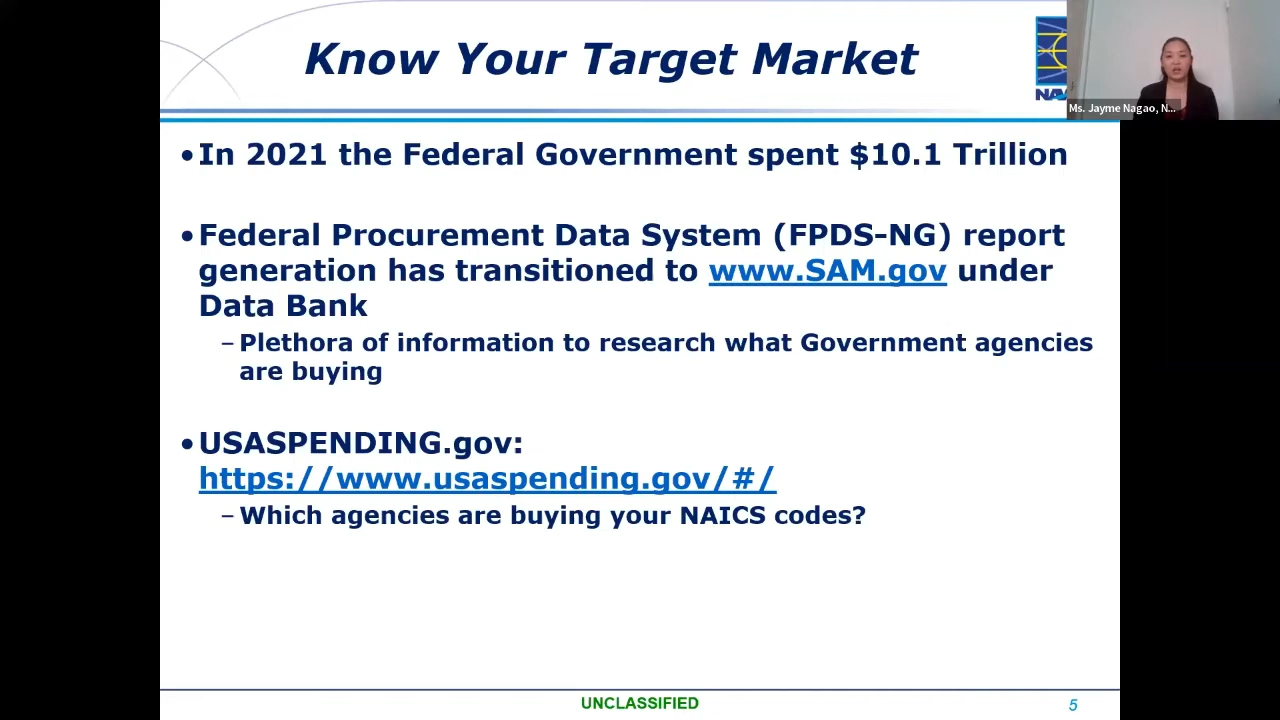 Know Your Target Market
Ms. Jayme Nagao, N...
•In 2021 the Federal Government spent $10.1 Trillion
•Federal Procurement Data System (FPDS-NG) report
generation has transitioned to www.SAM.gov under
Data Bank
–Plethora of information to research what Government agencies
are buying
•USASPENDING.gov:
https://www.usaspending.gov/#/
–Which agencies are buying your NAICS codes?
UNCLASSIFIED
5